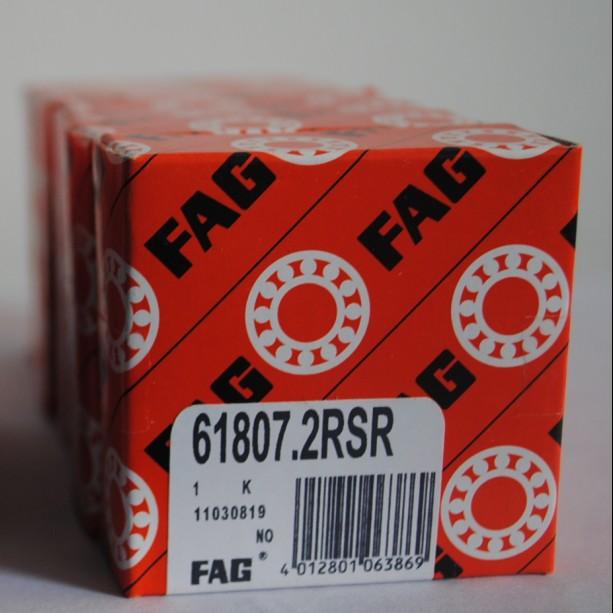 FAG FAG
FAG FAG
61807.2RSR
1 K
11030819
NO
FAG®
4 012801 063869